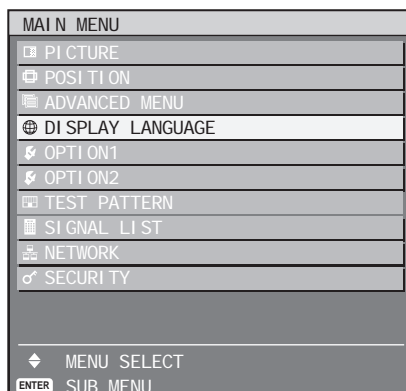 MAIN MENU
PICTURE
POSITION
ADVANCED MENU
DISPLAY LANGUAGE
OPTION1
OPTION2
TEST PATTERN
SIGNAL LIST
NETWORK
SECURITY
MENU SELECT
ENTER SUB MENU